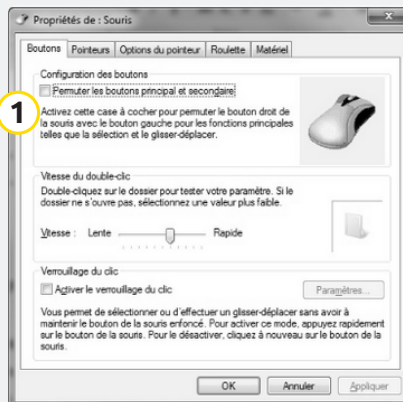 Propriétés de : Souris
Boutons Pointeurs Options du pointeur Roulette Matériel
Configuration des boutons
Permuter les boutons principal et secondaire
1
Activez cette case à cocher pour permuter le bouton droit de
la souris avec le bouton gauche pour les fonctions principales
telles que la sélection et le glisser-déplacer.
Vitesse du double-clic
Double-cliquez sur le dossier pour tester votre paramètre. Si le
dossier ne s'ouvre pas, sélectionnez une valeur plus faible.
Vitesse : Lente Rapide
Verrouillage du clic
Activer le verrouillage du clic
Paramètres...
Vous permet de sélectionner ou d'effectuer un glisser-déplacer sans avoir à
maintenir le bouton de la souris enfoncé. Pour activer ce mode, appuyez rapidement
sur le bouton de la souris. Pour le désactiver, cliquez à nouveau sur le bouton de la
souris.
OK Annuler Appliquer